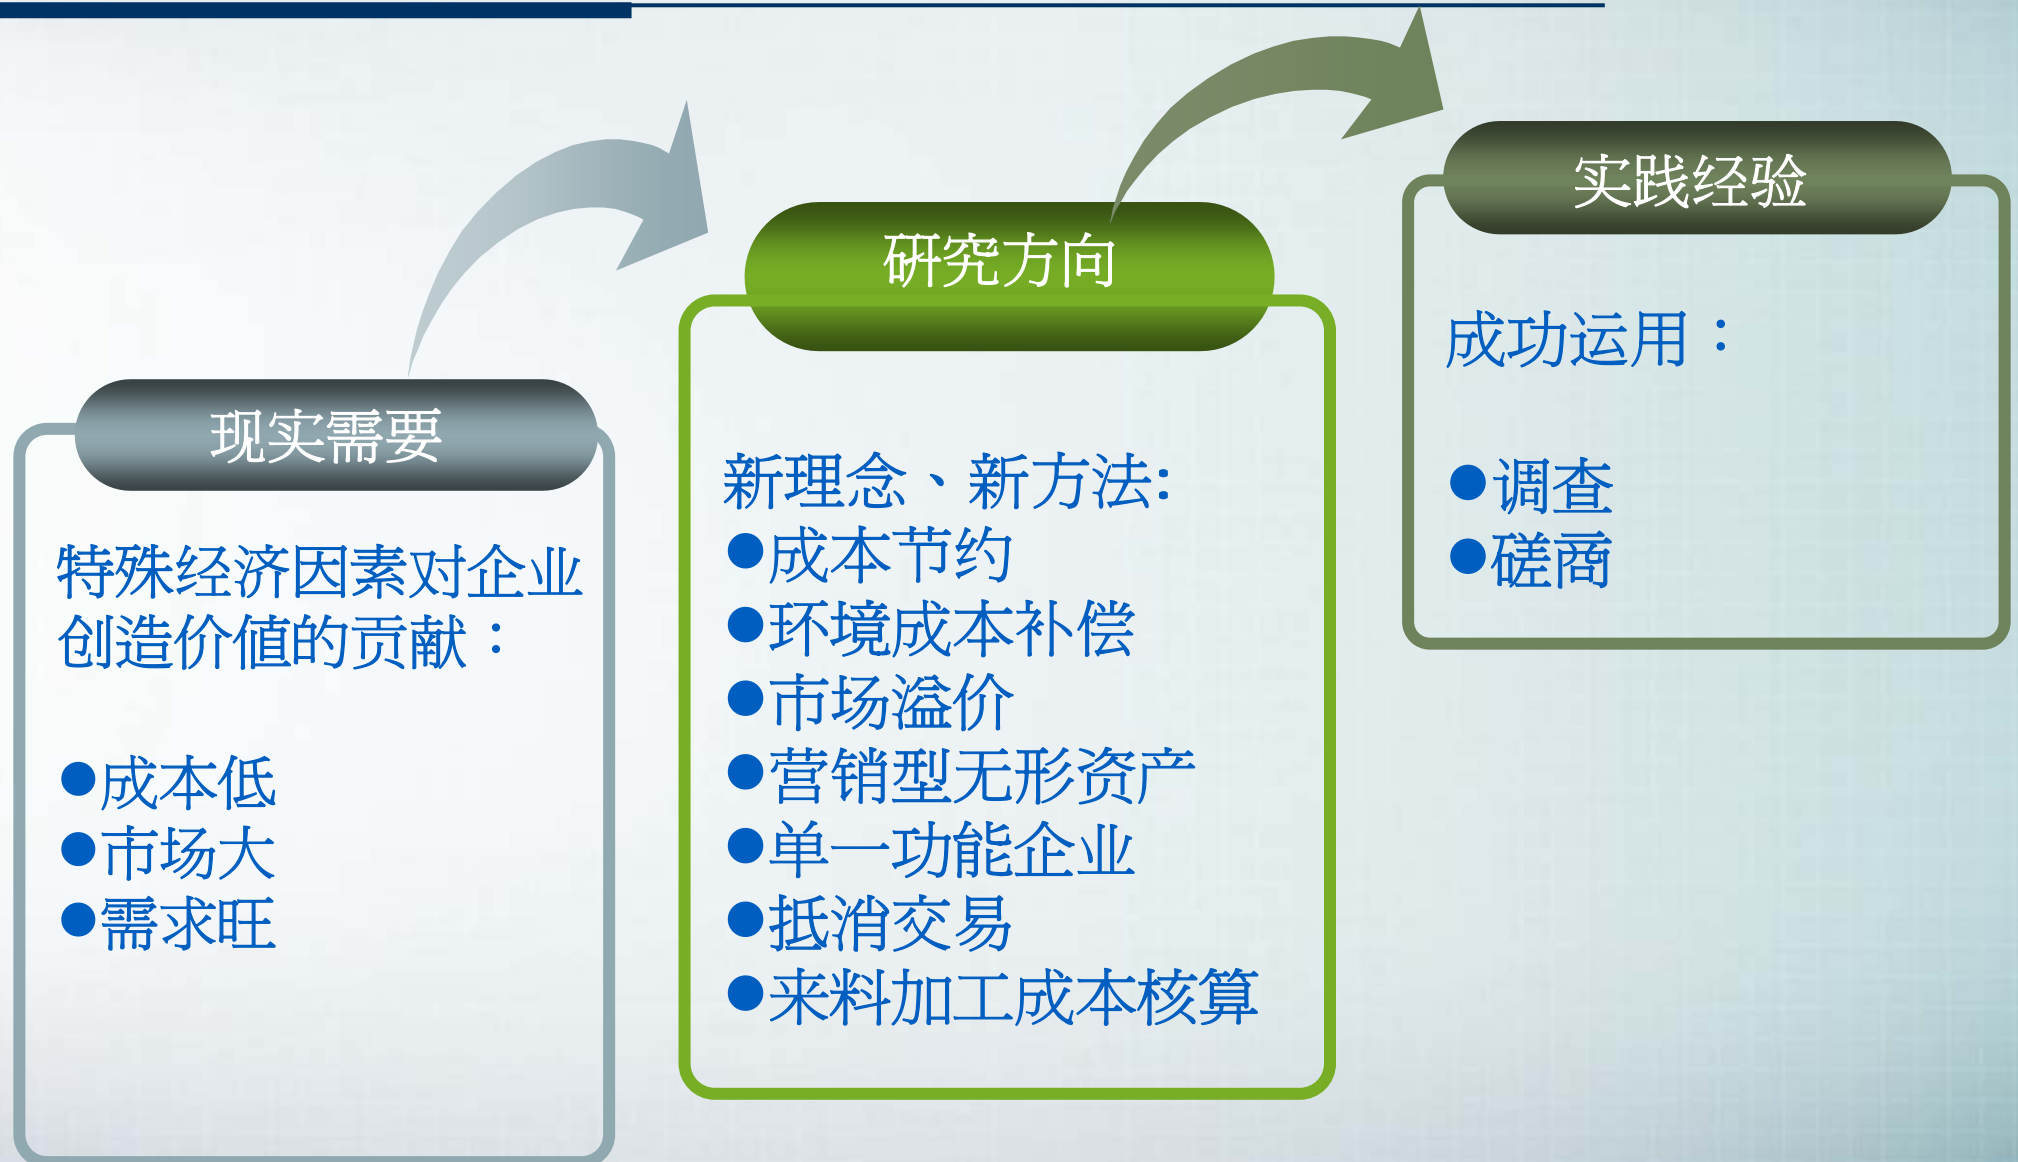 现实需要
特殊经济因素对企业
创造价值的贡献：
●成本低
●市场大
●需求旺
研究方向
新理念、新方法:
●成本节约
●环境成本补偿
●市场溢价
●营销型无形资产
●单一功能企业
●抵消交易
●来料加工成本核算
实践经验
成功运用：
●调查
●磋商